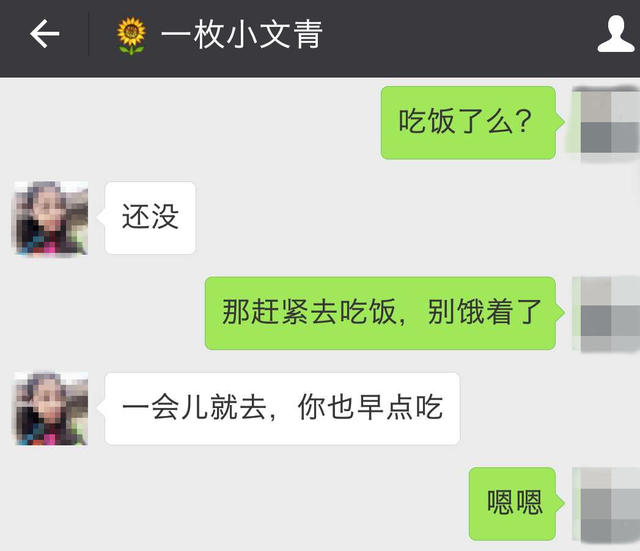 🌻一枚小文青
吃饭了么？
还没
那赶紧去吃饭，别饿着了
一会儿就去，你也早点吃
嗯嗯